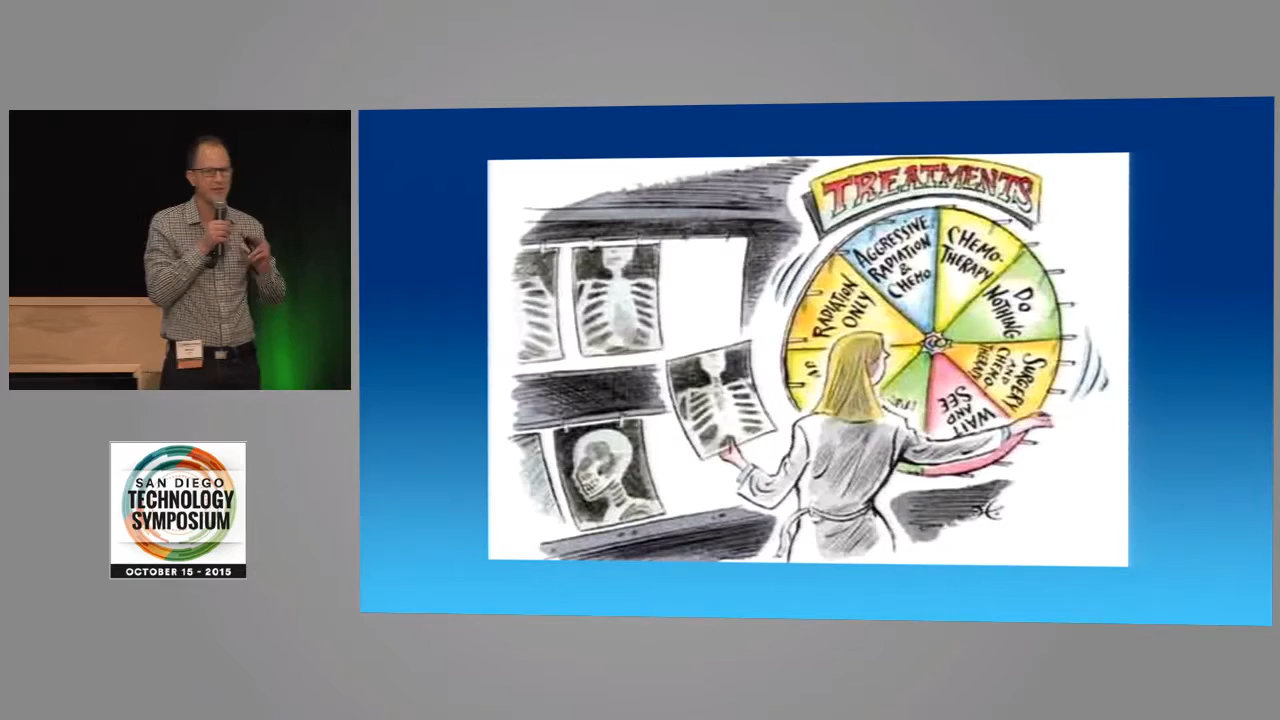 TREATMENTS
AGGRESSIVE
RADIATION
&
CHEMO
CHEMO-
THERAPY
DO
NOTHING
RADIATION
ONLY
SURGERY
AND
CHEMO
THERAPY
WAIT
AND
SEE
SAN DIEGO
TECHNOLOGY
SYMPOSIUM
OCTOBER 15 - 2015